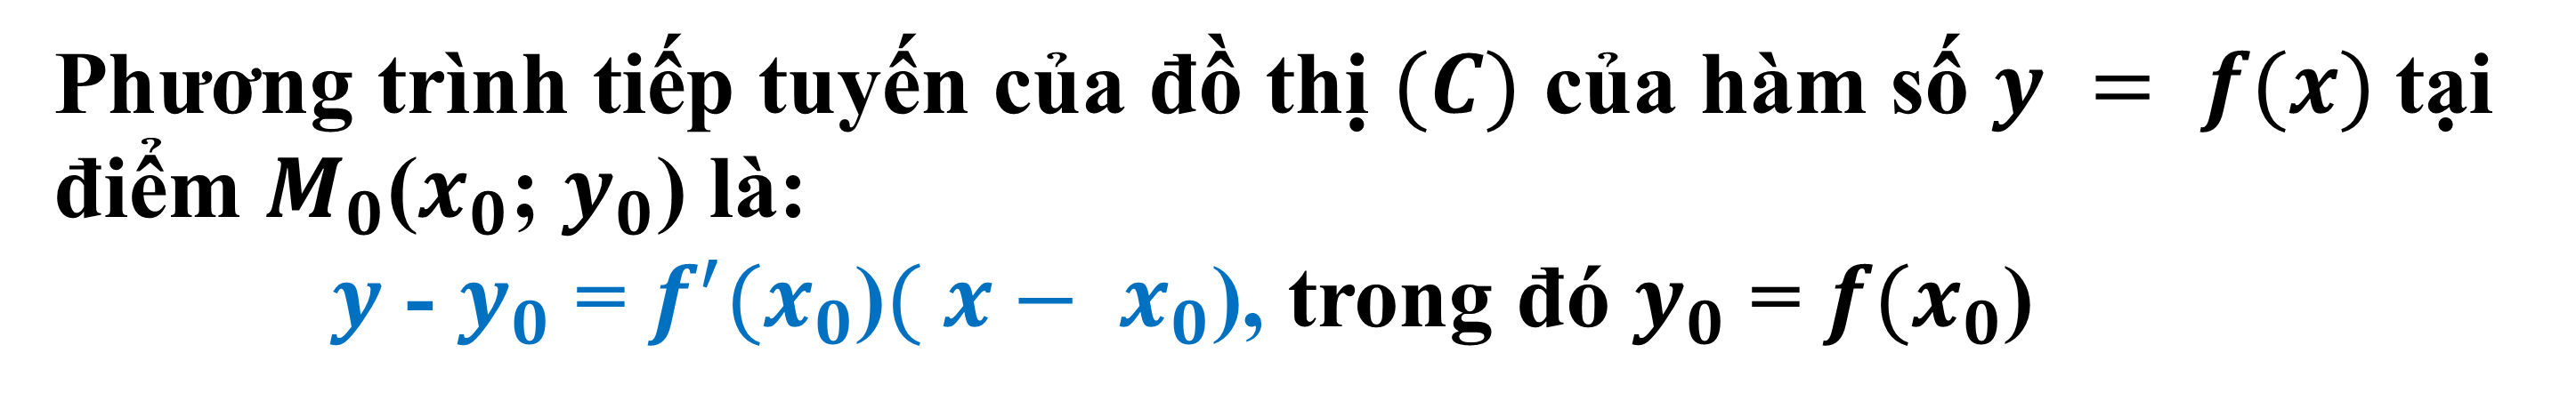 Phương trình tiếp tuyến của đồ thị (C) của hàm số y = f(x) tại
điểm M₀(x₀; y₀) là:
y - y₀ = f′(x₀)( x − x₀), trong đó y₀ = f(x₀)